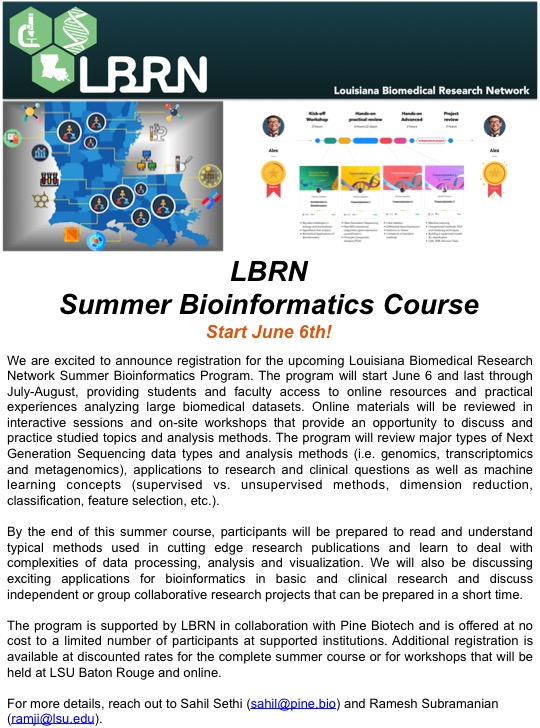 LBRN
Louisiana Biomedical Research Network
Kick-off
Workshop
Hands-on
practical review
Hands-on
Advanced
Project
review
Alex
Alex
LBRN
Summer Bioinformatics Course
Start June 6th!
We are excited to announce registration for the upcoming Louisiana Biomedical Research
Network Summer Bioinformatics Program. The program will start June 6 and last through
July-August, providing students and faculty access to online resources and practical
experiences analyzing large biomedical datasets. Online materials will be reviewed in
interactive sessions and on-site workshops that provide an opportunity to discuss and
practice studied topics and analysis methods. The program will review major types of Next
Generation Sequencing data types and analysis methods (i.e. genomics, transcriptomics
and metagenomics), applications to research and clinical questions as well as machine
learning concepts (supervised vs. unsupervised methods, dimension reduction,
classification, feature selection, etc.).
By the end of this summer course, participants will be prepared to read and understand
typical methods used in cutting edge research publications and learn to deal with
complexities of data processing, analysis and visualization. We will also be discussing
exciting applications for bioinformatics in basic and clinical research and discuss
independent or group collaborative research projects that can be prepared in a short time.
The program is supported by LBRN in collaboration with Pine Biotech and is offered at no
cost to a limited number of participants at supported institutions. Additional registration is
available at discounted rates for the complete summer course or for workshops that will be
held at LSU Baton Rouge and online.
For more details, reach out to Sahil Sethi (sahil@pine.bio) and Ramesh Subramanian
(ramji@lsu.edu).